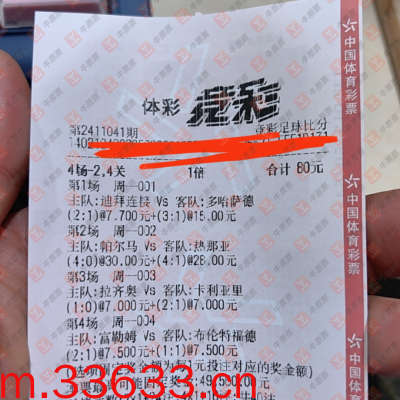 体彩 竞彩
第2411041期 竞彩足球比分
4场-2.4关 1倍 合计 60元
第1场 周一001
主队:迪拜连接 Vs 客队:多哈萨德
(2:1)@7.700元+(3:1)@15.00元
第2场 周一002
主队:帕尔马 Vs 客队:热那亚
(4:0)@30.00元+(4:1)@28.00元
第3场 周一003
主队:拉齐奥 Vs 客队:卡利亚里
(1:0)@7.000元+(2:1)@7.000元
第4场 周一004
主队:富勒姆 Vs 客队:布伦特福德
(2:1)@7.500元+(1:1)@7.500元
m.33633.cn
中国体育彩票
中国体育彩票
中国体育彩票